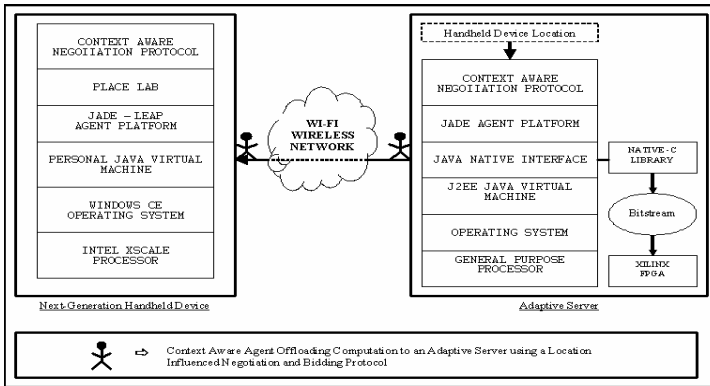 CONTEXT AWARE
NEGOTIATION PROTOCOL
PLACE LAB
JADE – LEAP
AGENT PLATFORM
PERSONAL JAVA VIRTUAL
MACHINE
WINDOWS CE
OPERATING SYSTEM
INTEL XSCALE
PROCESSOR
Next-Generation Handheld Device
WI-FI
WIRELESS
NETWORK
Handheld Device Location
CONTEXT AWARE
NEGOTIATION PROTOCOL
JADE AGENT PLATFORM
JAVA NATIVE INTERFACE
J2EE JAVA VIRTUAL
MACHINE
OPERATING SYSTEM
GENERAL PURPOSE
PROCESSOR
NATIVE-C
LIBRARY
Bitstream
XILINX
FPGA
Adaptive Server
Context Aware Agent Offloading Computation to an Adaptive Server using a Location
Influenced Negotiation and Bidding Protocol